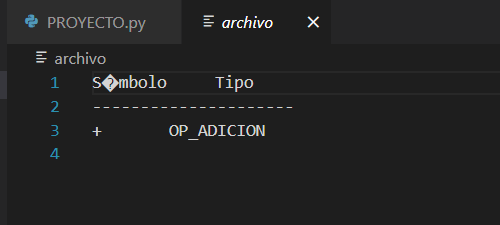 PROYECTO.py archivo
archivo
1 S�mbolo Tipo
2 ---------------------
3 + OP_ADICION
4